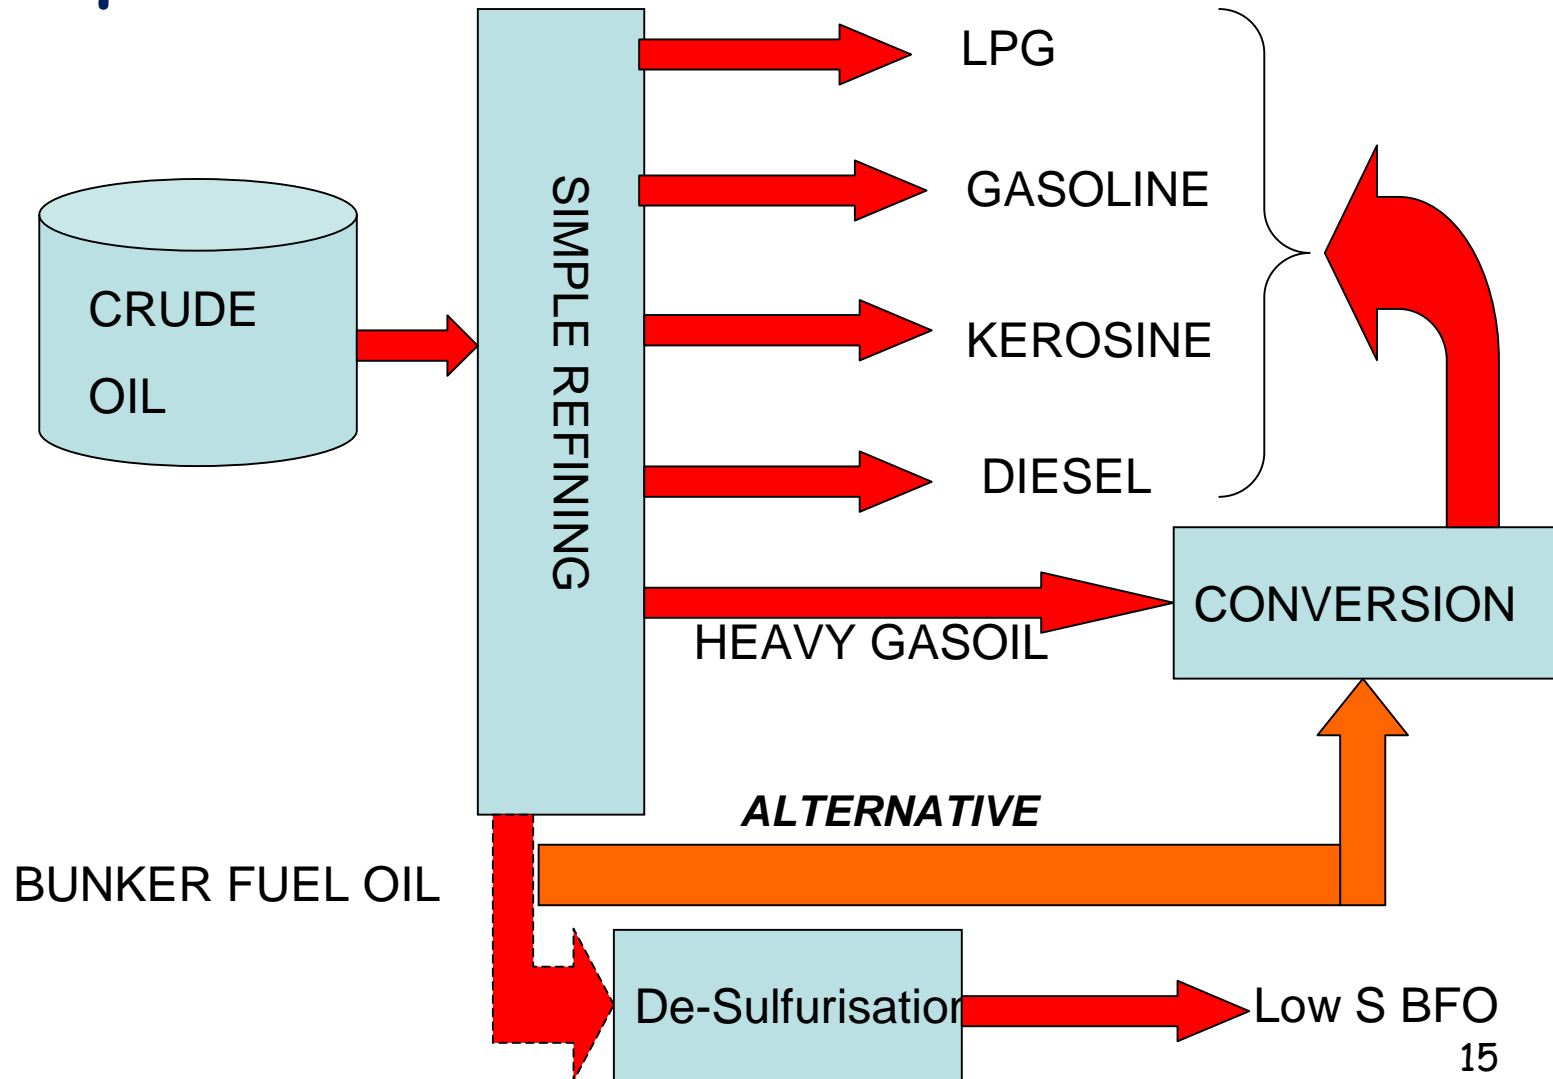 LPG
GASOLINE
CRUDE
OIL
SIMPLE REFINING
KEROSINE
DIESEL
CONVERSION
HEAVY GASOIL
ALTERNATIVE
BUNKER FUEL OIL
De-Sulfurisation
Low S BFO
15